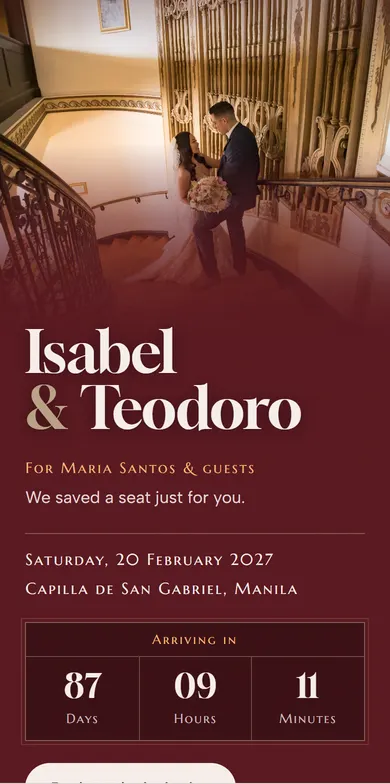 Isabel
& Teodoro
For Maria Santos & guests
We saved a seat just for you.
Saturday, 20 February 2027
Capilla de San Gabriel, Manila
Arriving in
87 09 11
Days Hours Minutes